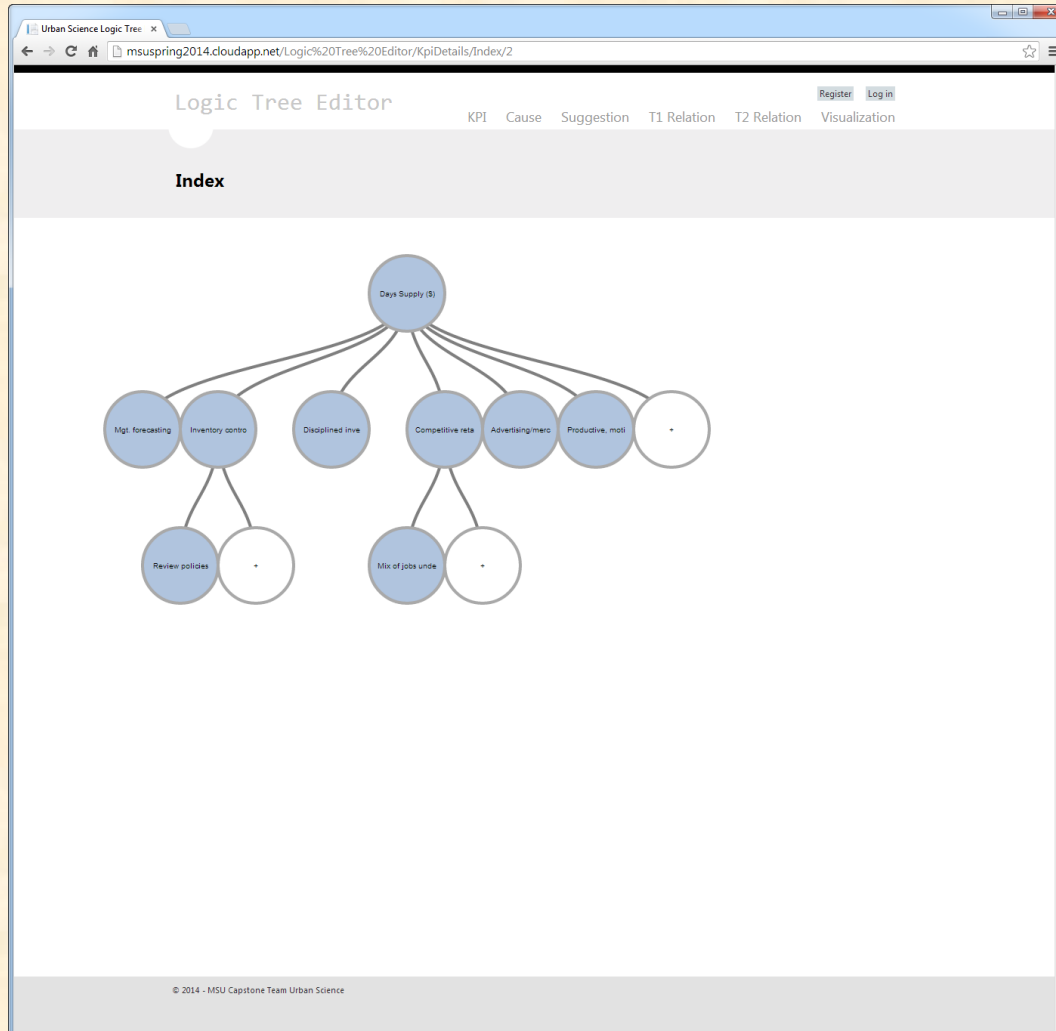 Urban Science Logic Tree
msuspring2014.cloudapp.net/Logic%20Tree%20Editor/KpiDetails/Index/2
Register Log in
Logic Tree Editor
KPI Cause Suggestion T1 Relation T2 Relation Visualization
Index
Days Supply ($)
Mgt. forecasting Inventory contro Disciplined inve Competitive reta Advertising/merc Productive, moti +
Review policies + Mix of jobs unde +
© 2014 - MSU Capstone Team Urban Science